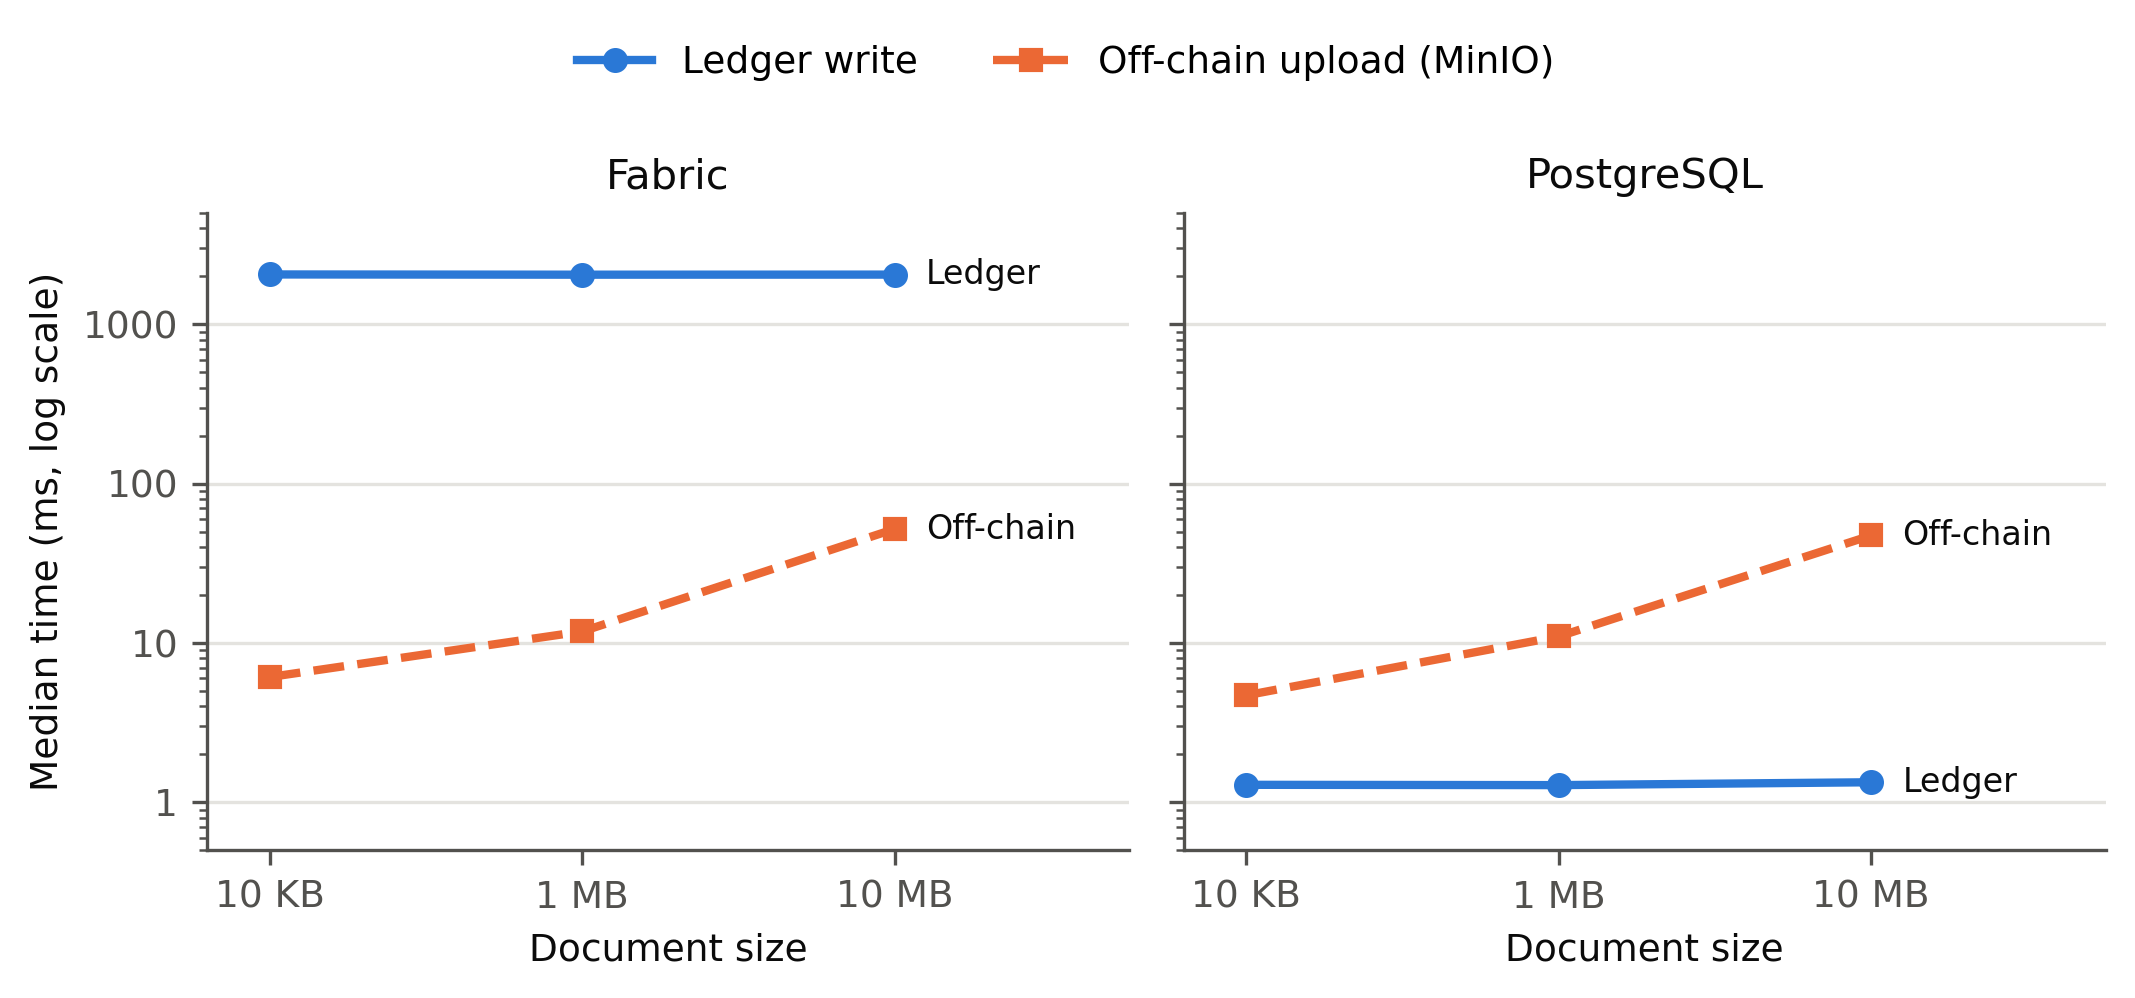 Ledger write
Off-chain upload (MinIO)
Fabric
PostgreSQL
Median time (ms, log scale)
1000
100
10
1
Ledger
Off-chain
Off-chain
Ledger
10 KB
1 MB
10 MB
10 KB
1 MB
10 MB
Document size
Document size